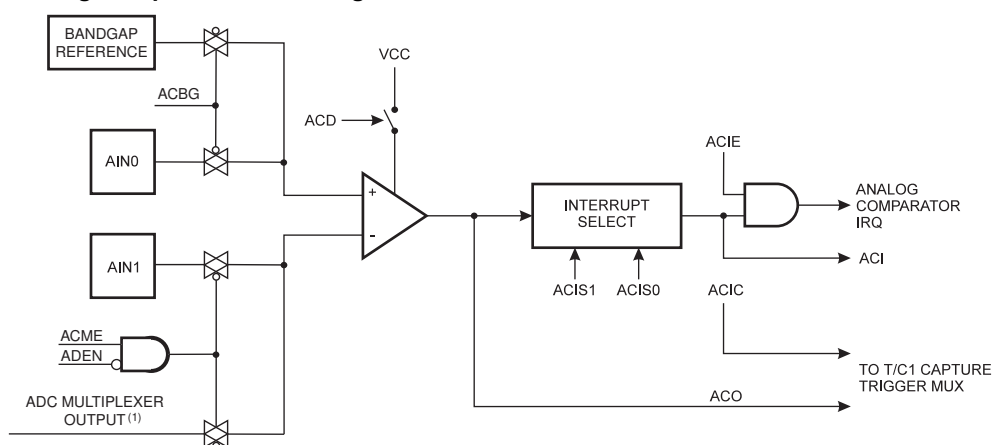 BANDGAP
REFERENCE
ACBG
AIN0
AIN1
ACME
ADEN
ADC MULTIPLEXER
OUTPUT (1)
VCC
ACD
+
-
INTERRUPT
SELECT
ACIS1 ACIS0
ACIE
ANALOG
COMPARATOR
IRQ
ACI
ACIC
TO T/C1 CAPTURE
TRIGGER MUX
ACO